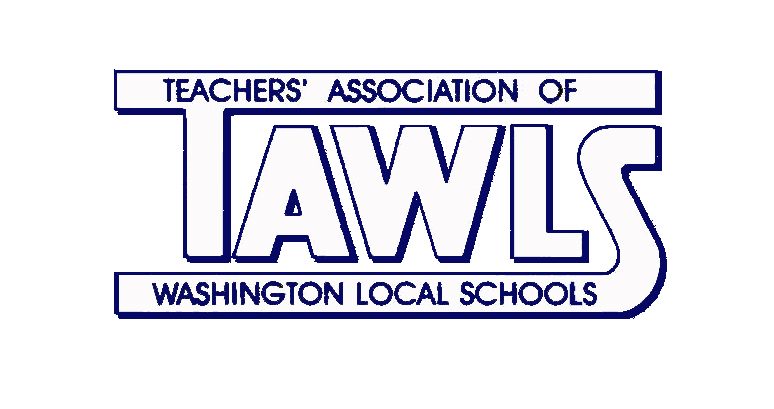 TEACHERS' ASSOCIATION OF
TAWLS
WASHINGTON LOCAL SCHOOLS